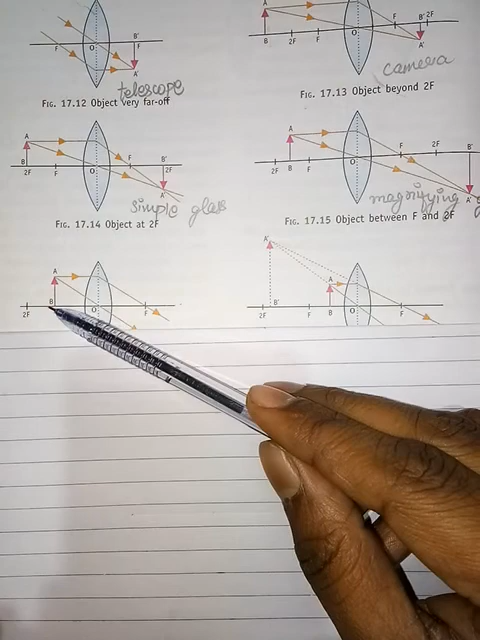 O B' F A'
telescope
FIG. 17.12 Object very far-off
A B 2F F O F B' 2F A'
camera
FIG. 17.13 Object beyond 2F
A 2F B F O F B' 2F A'
simple glass
FIG. 17.14 Object at 2F
A 2F B F O F 2F B' A'
magnifying
FIG. 17.15 Object between F and 2F
A 2F B O F
A' A 2F B' B O F